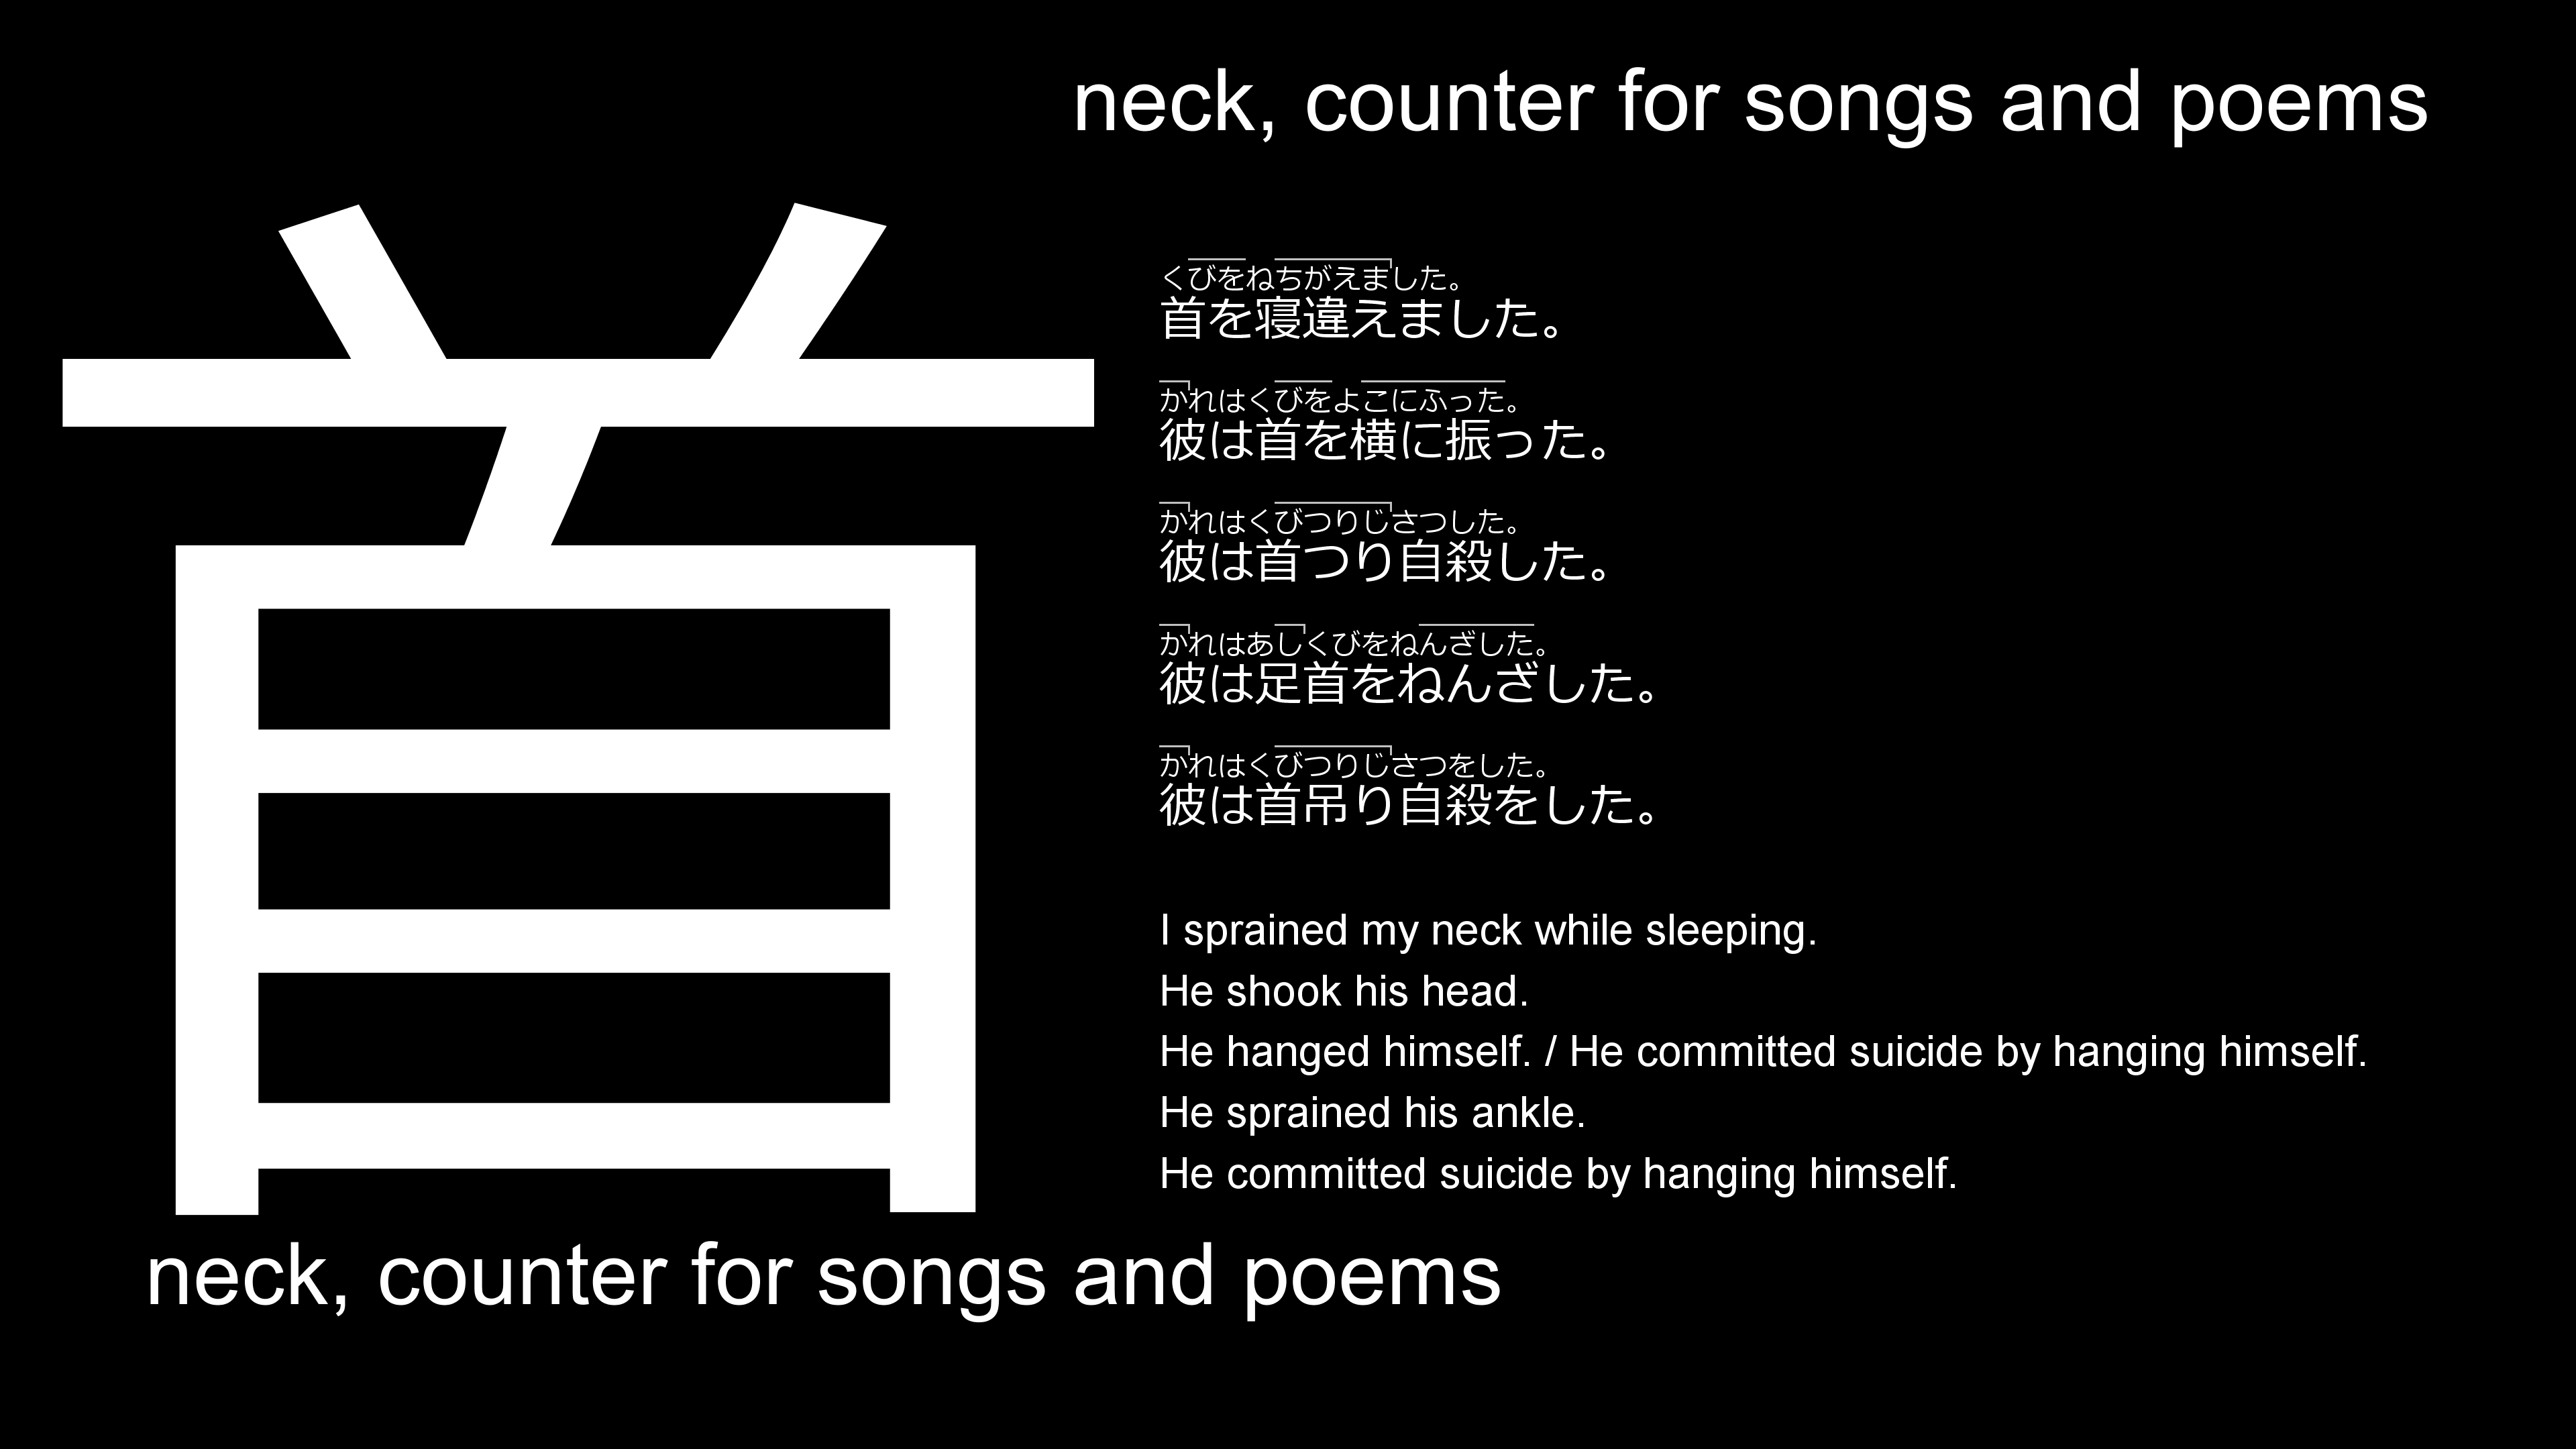 neck, counter for songs and poems
首
くびをねちがえました。
首を寝違えました。
かれはくびをよこにふった。
彼は首を横に振った。
かれはくびつりじさつした。
彼は首つり自殺した。
かれはあしくびをねんざした。
彼は足首をねんざした。
かれはくびつりじさつをした。
彼は首吊り自殺をした。
I sprained my neck while sleeping.
He shook his head.
He hanged himself. / He committed suicide by hanging himself.
He sprained his ankle.
He committed suicide by hanging himself.
neck, counter for songs and poems